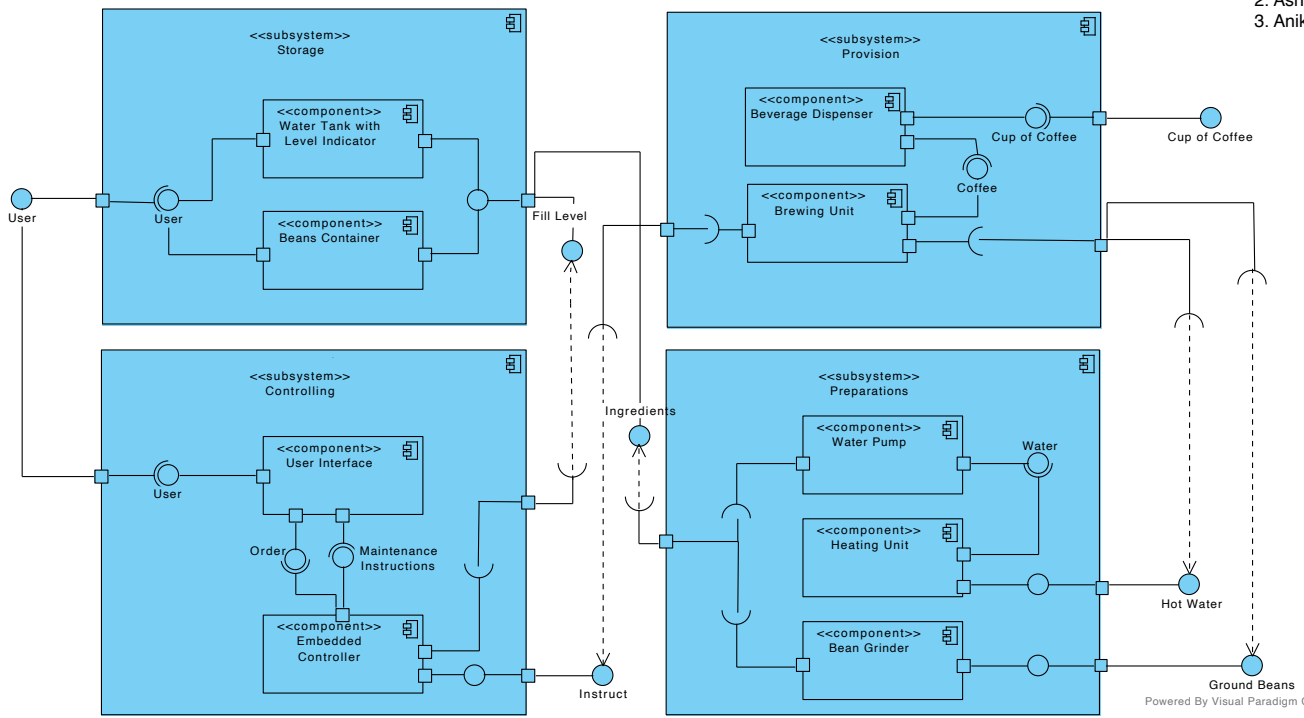 2. Ash
3. Anik
<<subsystem>>
Storage
<<component>>
Water Tank with
Level Indicator
<<component>>
Beans Container
User
User
Fill Level
<<subsystem>>
Provision
<<component>>
Beverage Dispenser
Cup of Coffee
Cup of Coffee
Coffee
<<component>>
Brewing Unit
<<subsystem>>
Controlling
<<component>>
User Interface
User
Order
Maintenance
Instructions
<<component>>
Embedded
Controller
Instruct
Ingredients
<<subsystem>>
Preparations
<<component>>
Water Pump
Water
<<component>>
Heating Unit
Hot Water
<<component>>
Bean Grinder
Ground Beans
Powered By Visual Paradigm